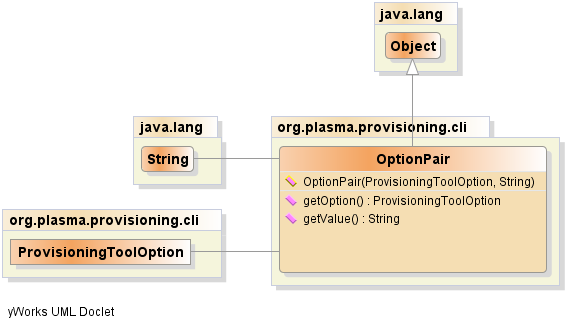 java.lang
Object
java.lang
String
org.plasma.provisioning.cli
OptionPair
OptionPair(ProvisioningToolOption, String)
getOption() : ProvisioningToolOption
getValue() : String
org.plasma.provisioning.cli
ProvisioningToolOption
yWorks UML Doclet